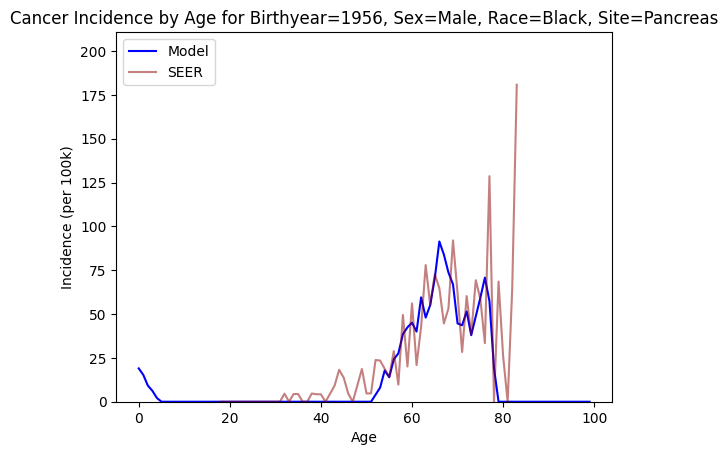 Cancer Incidence by Age for Birthyear=1956, Sex=Male, Race=Black, Site=Pancreas
Model
SEER
200
175
150
125
100
75
50
25
0
Incidence (per 100k)
0 20 40 60 80 100
Age